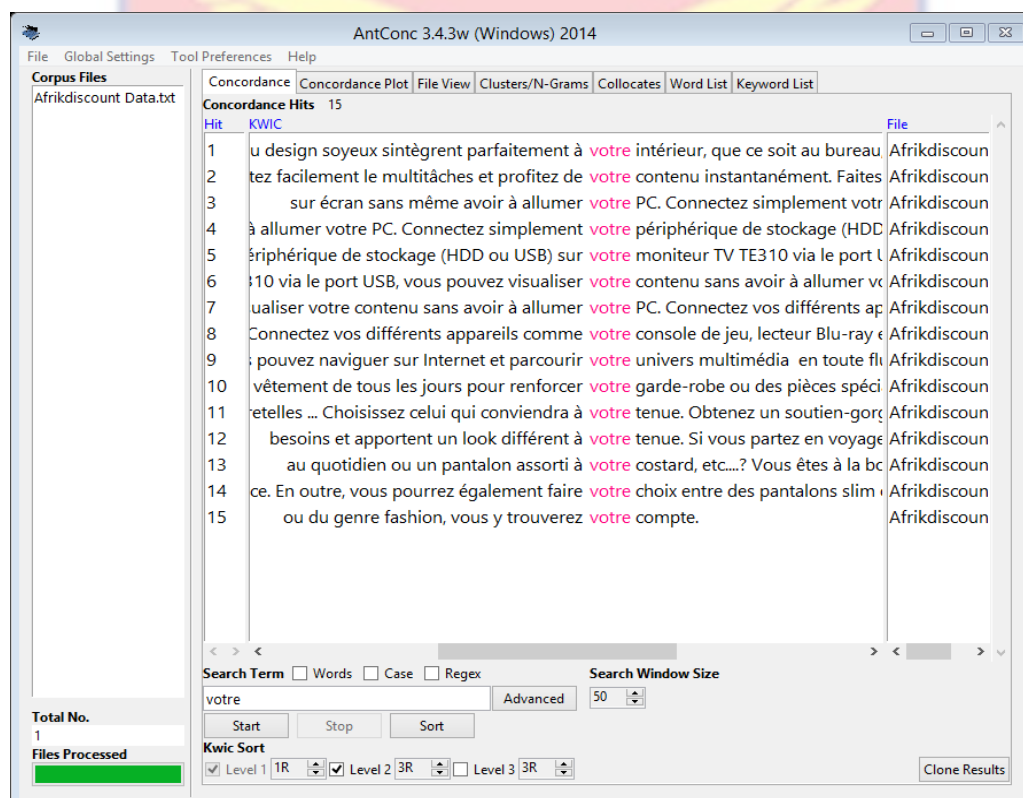 AntConc 3.4.3w (Windows) 2014
File Global Settings Tool Preferences Help
Corpus Files
Afrikdiscount Data.txt
Concordance Concordance Plot File View Clusters/N-Grams Collocates Word List Keyword List
Concordance Hits 15
Hit KWIC File
1 u design soyeux sintègrent parfaitement à votre intérieur, que ce soit au bureau, Afrikdiscoun
2 tez facilement le multitâches et profitez de votre contenu instantanément. Faites Afrikdiscoun
3 sur écran sans même avoir à allumer votre PC. Connectez simplement votr Afrikdiscoun
4 à allumer votre PC. Connectez simplement votre périphérique de stockage (HDD Afrikdiscoun
5 ériphérique de stockage (HDD ou USB) sur votre moniteur TV TE310 via le port Afrikdiscoun
6 310 via le port USB, vous pouvez visualiser votre contenu sans avoir à allumer vo Afrikdiscoun
7 ualiser votre contenu sans avoir à allumer votre PC. Connectez vos différents ap Afrikdiscoun
8 Connectez vos différents appareils comme votre console de jeu, lecteur Blu-ray e Afrikdiscoun
9 s pouvez naviguer sur Internet et parcourir votre univers multimédia en toute flu Afrikdiscoun
10 vêtement de tous les jours pour renforcer votre garde-robe ou des pièces spéci Afrikdiscoun
11 retelles ... Choisissez celui qui conviendra à votre tenue. Obtenez un soutien-gorg Afrikdiscoun
12 besoins et apportent un look différent à votre tenue. Si vous partez en voyage Afrikdiscoun
13 au quotidien ou un pantalon assorti à votre costard, etc....? Vous êtes à la bo Afrikdiscoun
14 ce. En outre, vous pourrez également faire votre choix entre des pantalons slim Afrikdiscoun
15 ou du genre fashion, vous y trouverez votre compte. Afrikdiscoun
Search Term Words Case Regex Search Window Size
votre Advanced 50
Start Stop Sort
Kwic Sort
Level 1 1R Level 2 3R Level 3 3R Clone Results
Total No.
1
Files Processed